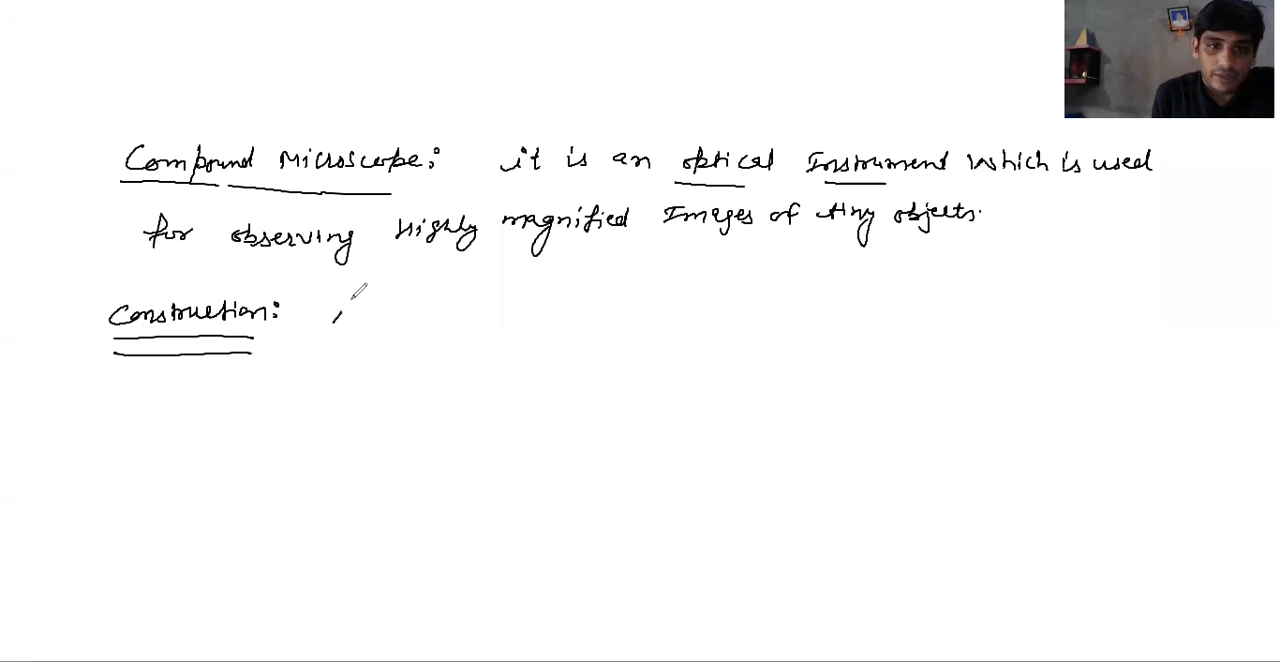 Compound Microscope: it is an optical Instrument which is used
for observing Highly magnified Images of tiny objects.
Construction: